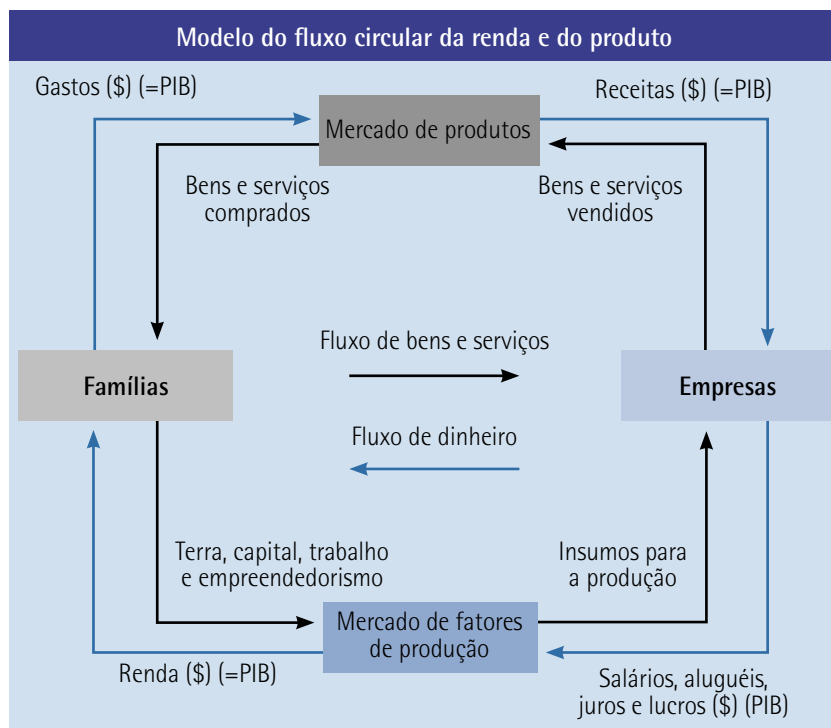 Modelo do fluxo circular da renda e do produto
Gastos ($) (=PIB)
Receitas ($) (=PIB)
Mercado de produtos
Bens e serviços
comprados
Bens e serviços
vendidos
Fluxo de bens e serviços
Famílias
Empresas
Fluxo de dinheiro
Terra, capital, trabalho
e empreendedorismo
Insumos para
a produção
Mercado de fatores
de produção
Renda ($) (=PIB)
Salários, aluguéis,
juros e lucros ($) (PIB)